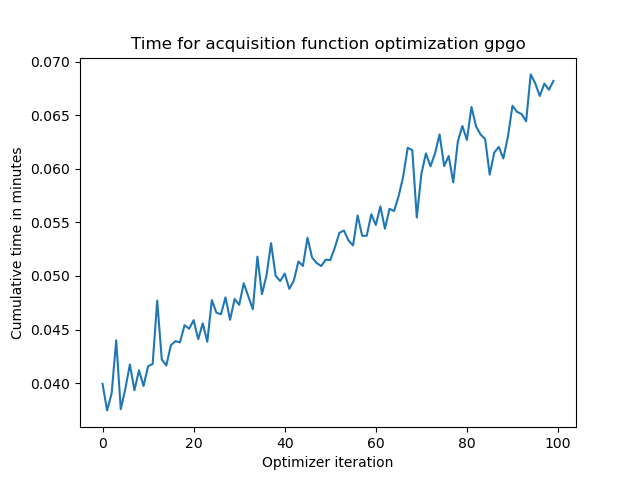 Time for acquisition function optimization gpgo
0.070
0.065
0.060
0.055
0.050
0.045
0.040
Cumulative time in minutes
0 20 40 60 80 100
Optimizer iteration